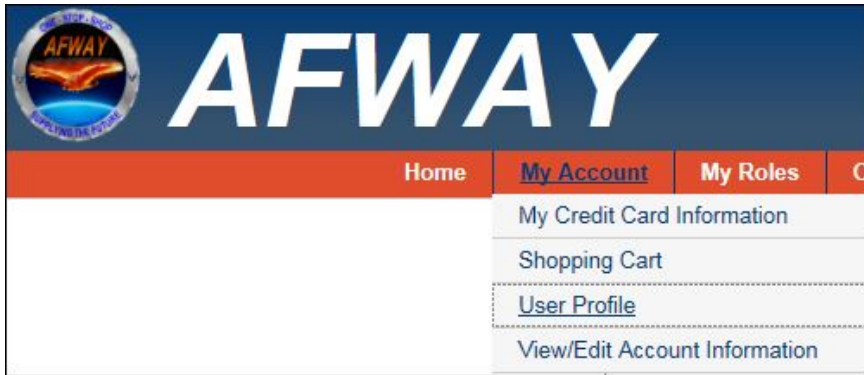 ONE STOP SHOP
AFWAY
SUPPLYING THE FUTURE
AFWAY
Home My Account My Roles
My Credit Card Information
Shopping Cart
User Profile
View/Edit Account Information